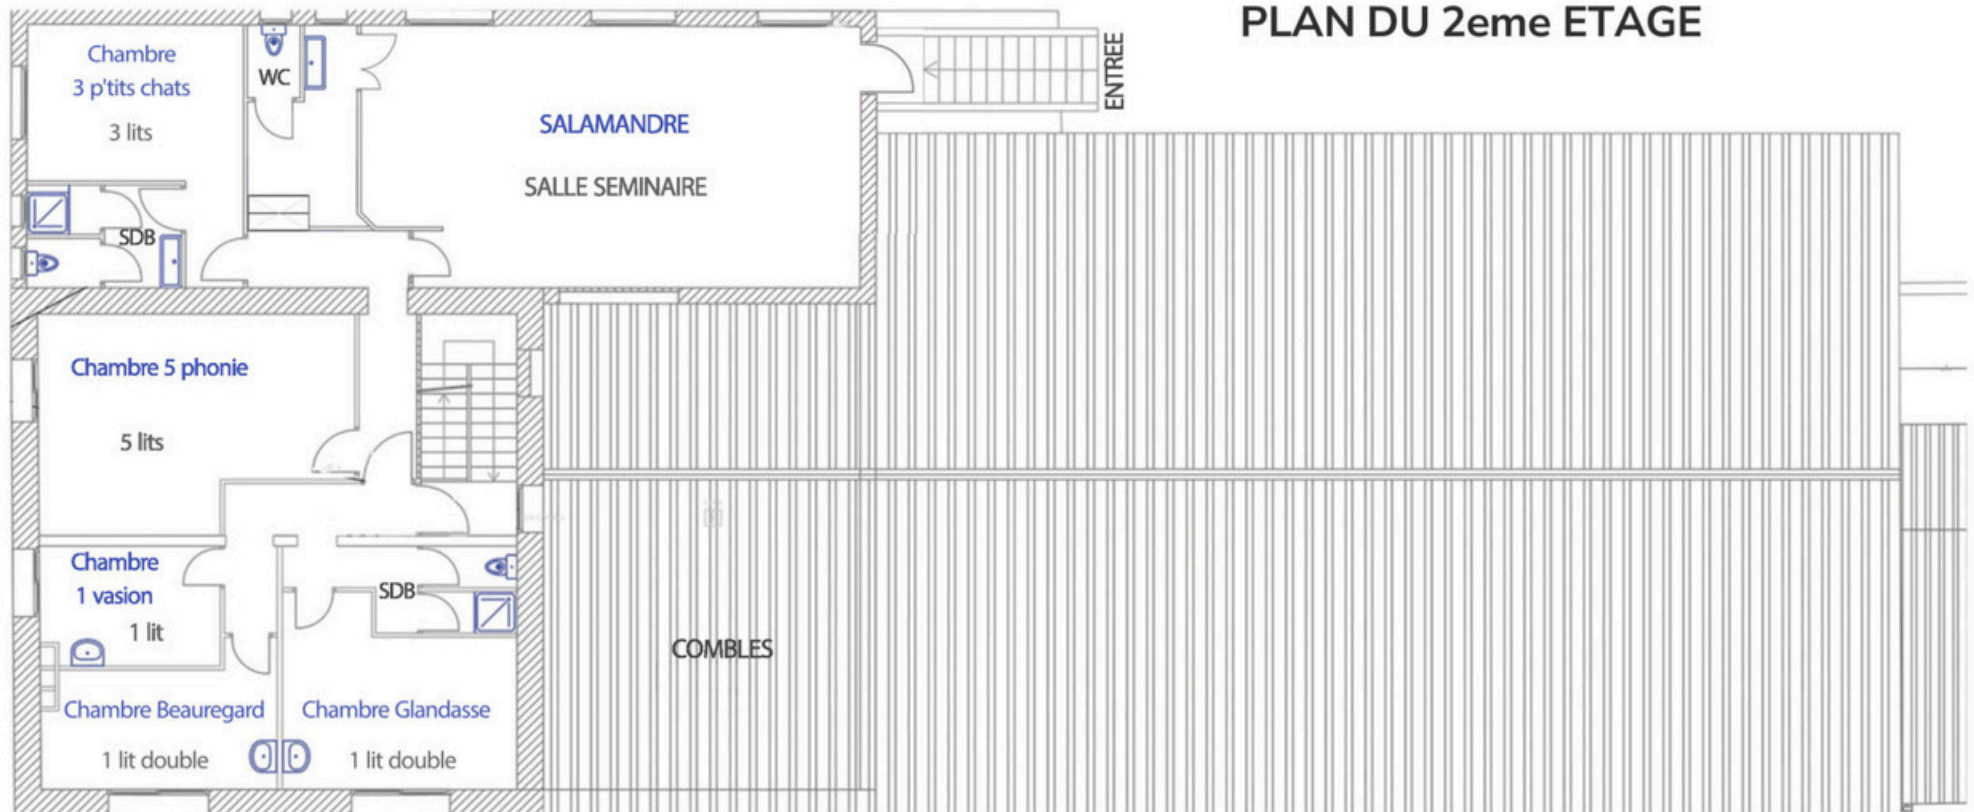 PLAN DU 2eme ETAGE
Chambre
3 p'tits chats
3 lits
WC
SALAMANDRE
SALLE SEMINAIRE
ENTREE
SDB
Chambre 5 phonie
5 lits
Chambre
1 vasion
1 lit
SDB
COMBLES
Chambre Beauregard
1 lit double
Chambre Glandasse
1 lit double